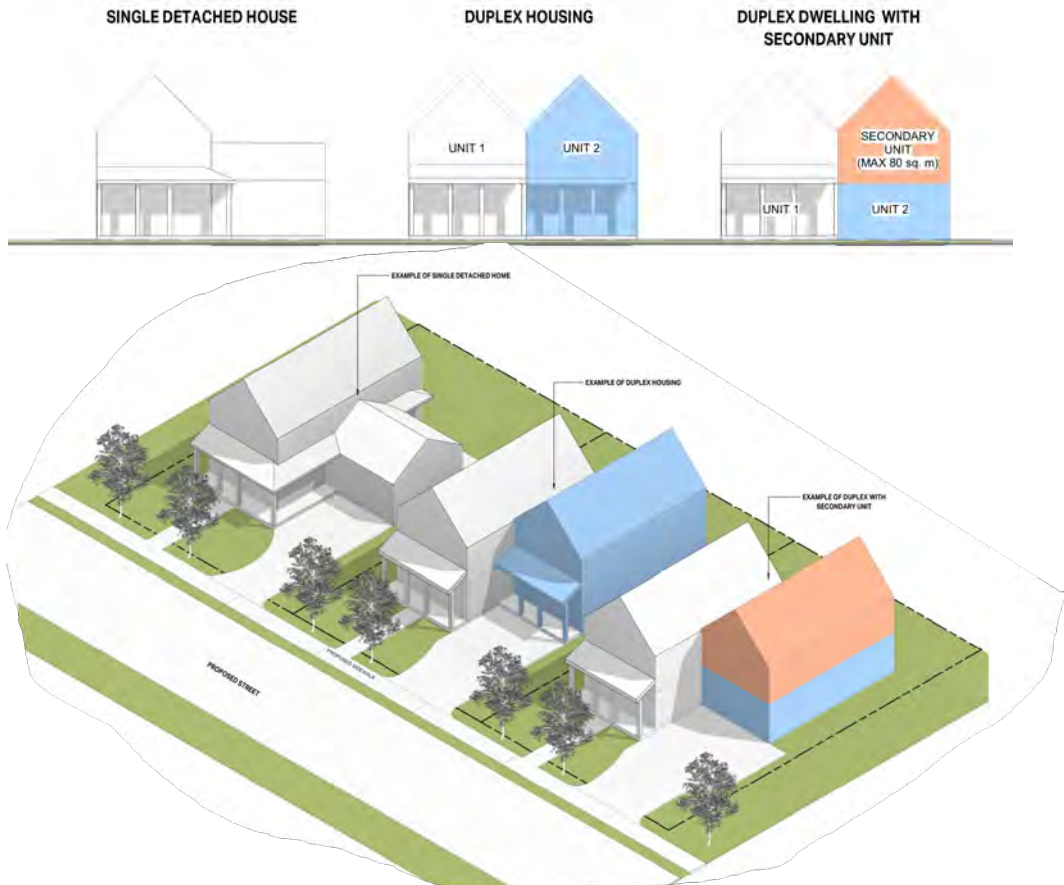 SINGLE DETACHED HOUSE
DUPLEX HOUSING
DUPLEX DWELLING WITH
SECONDARY UNIT
UNIT 1
UNIT 2
SECONDARY
UNIT
(MAX 80 sq. m)
UNIT 1
UNIT 2
EXAMPLE OF SINGLE DETACHED HOME
EXAMPLE OF DUPLEX HOUSING
EXAMPLE OF DUPLEX WITH
SECONDARY UNIT
PROPOSED SIDEWALK
PROPOSED STREET